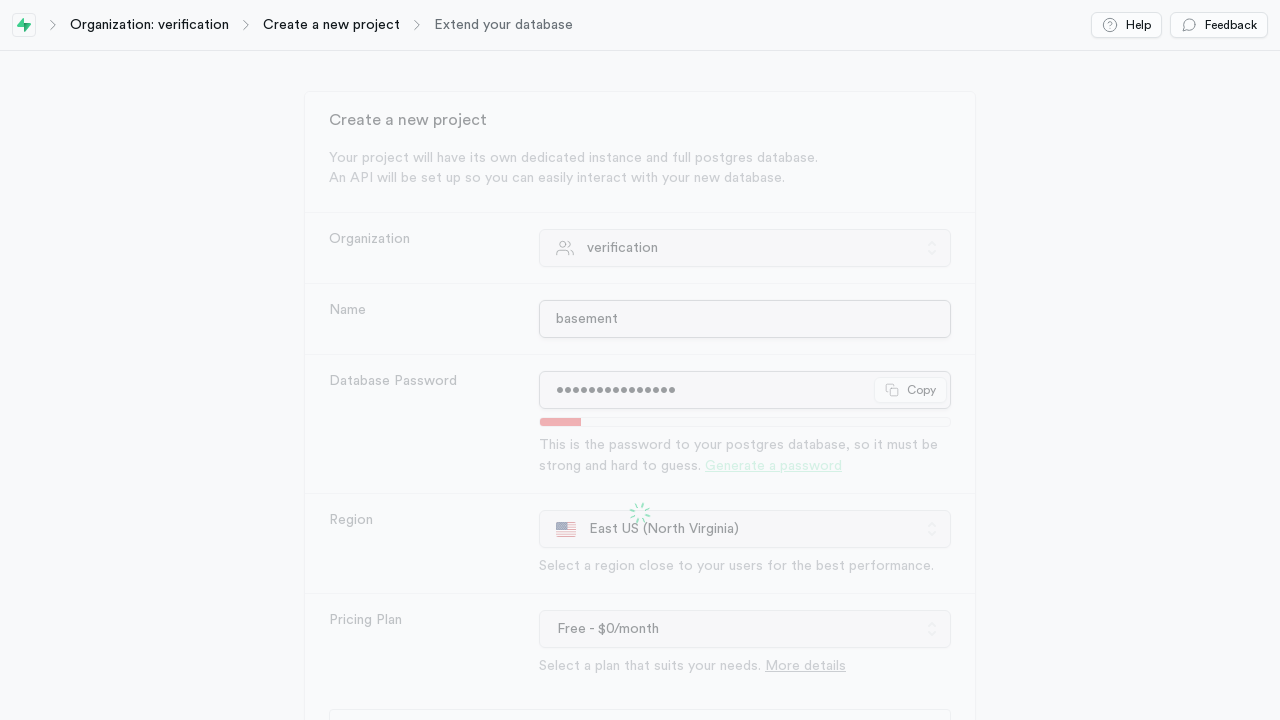 Organization: verification
Create a new project
Extend your database
Help
Feedback
Create a new project
Your project will have its own dedicated instance and full postgres database.
An API will be set up so you can easily interact with your new database.
Organization
verification
Name
basement
Database Password
•••••••••••••••
Copy
This is the password to your postgres database, so it must be
strong and hard to guess. Generate a password
Region
East US (North Virginia)
Select a region close to your users for the best performance.
Pricing Plan
Free - $0/month
Select a plan that suits your needs. More details